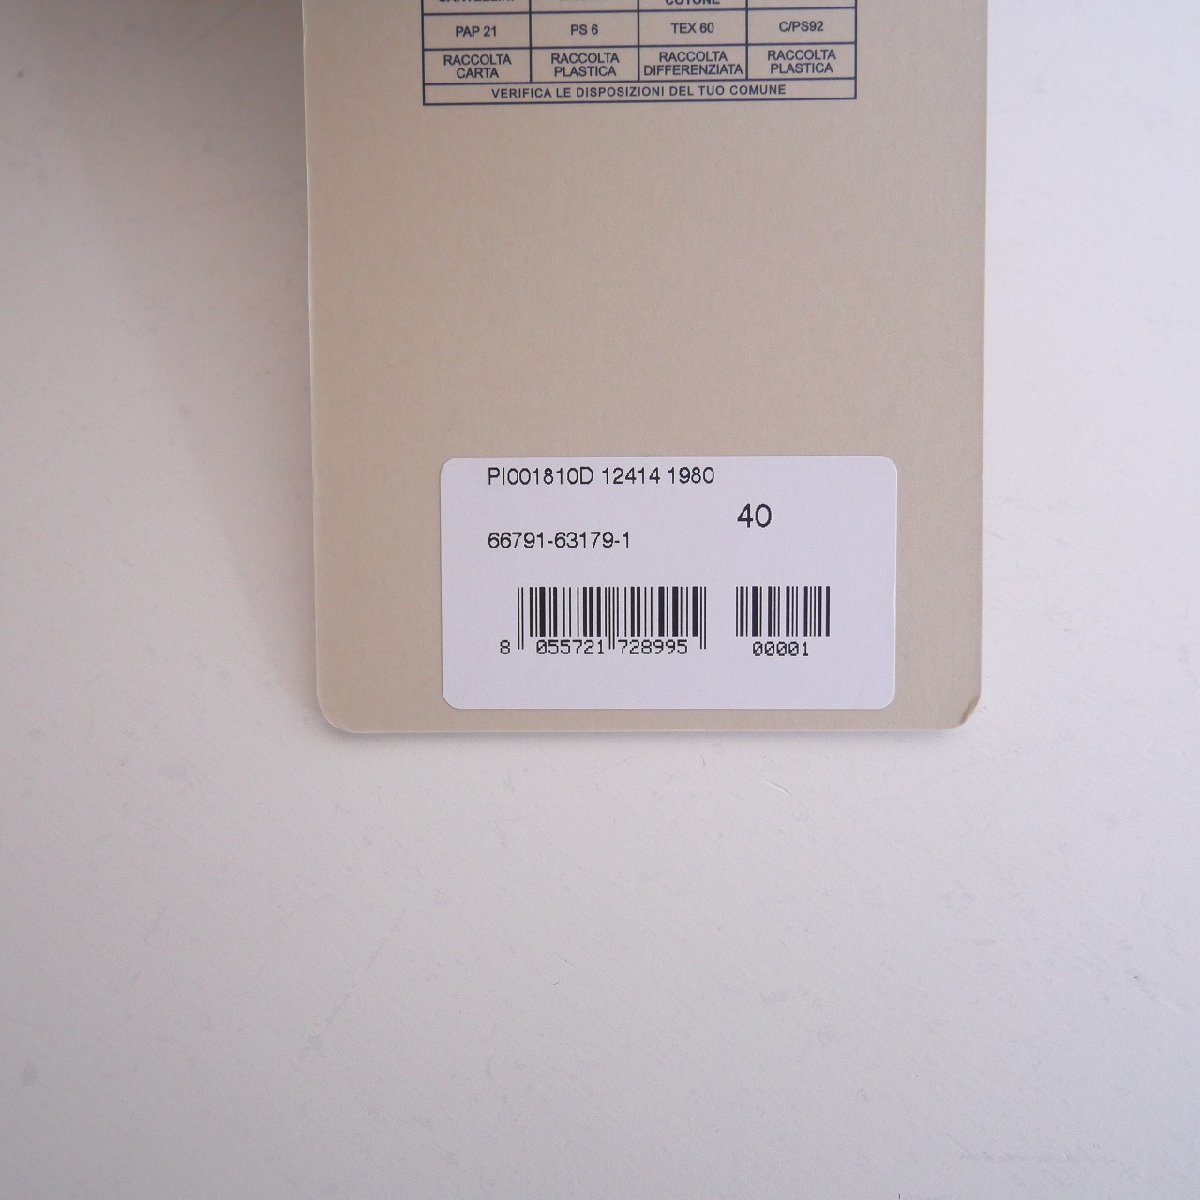 COTONE
PAP 21 PS 6 TEX 60 C/PS92
RACCOLTA CARTA RACCOLTA PLASTICA RACCOLTA DIFFERENZIATA RACCOLTA PLASTICA
VERIFICA LE DISPOSIZIONI DEL TUO COMUNE
PI001810D 12414 1980
40
66791-63179-1
8 055721 728995 00001